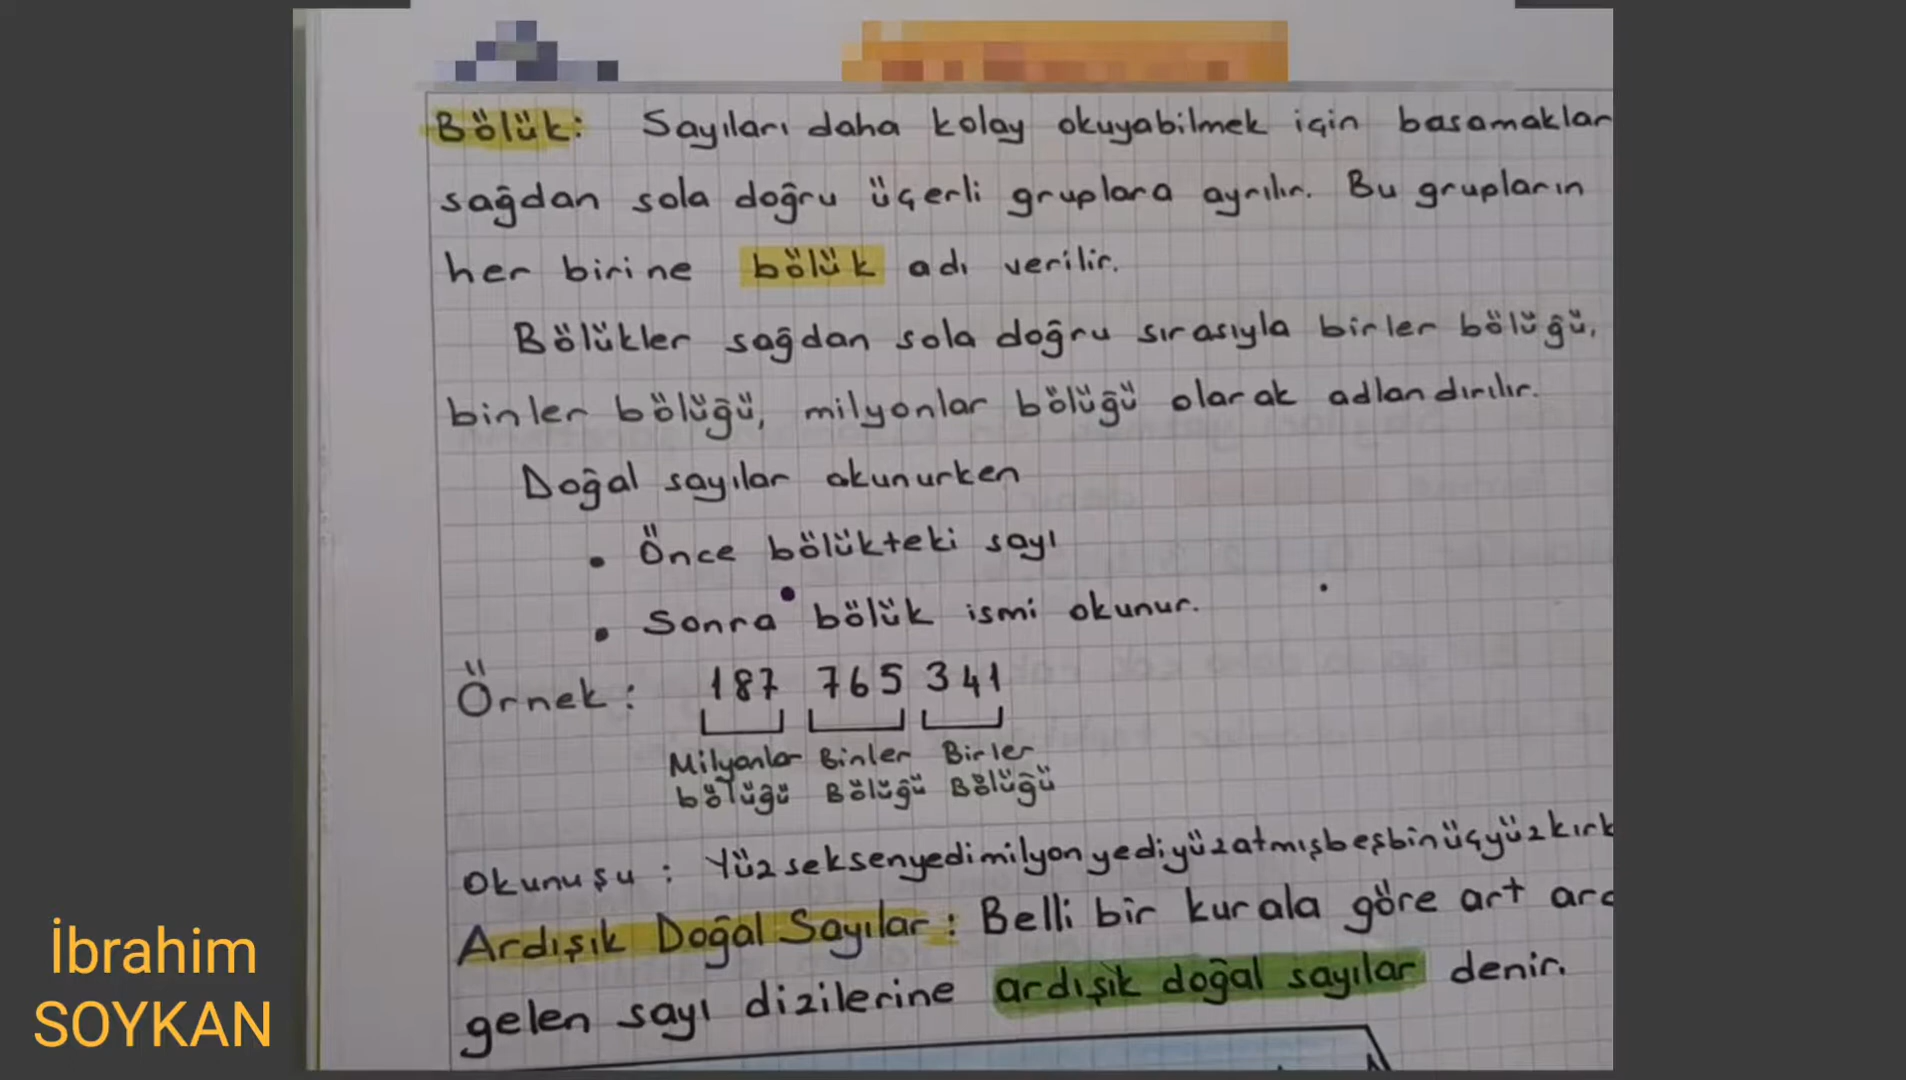 Bölük: Sayıları daha kolay okuyabilmek için basamaklar
sağdan sola doğru üçerli gruplara ayrılır. Bu grupların
her birine bölük adı verilir.
Bölükler sağdan sola doğru sırasıyla birler bölüğü,
binler bölüğü, milyonlar bölüğü olarak adlandırılır.
Doğal sayılar okunurken
• Önce bölükteki sayı
• Sonra bölük ismi okunur.
Örnek: 187 765 341
Milyonlar Binler Birler
bölüğü Bölüğü Bölüğü
Okunuşu: Yüzseksenyedimilyonyediyüzatmışbeşbinüçyüzkırk
Ardışık Doğal Sayılar: Belli bir kurala göre art ard
gelen sayı dizilerine ardışık doğal sayılar denir.
İbrahim
SOYKAN